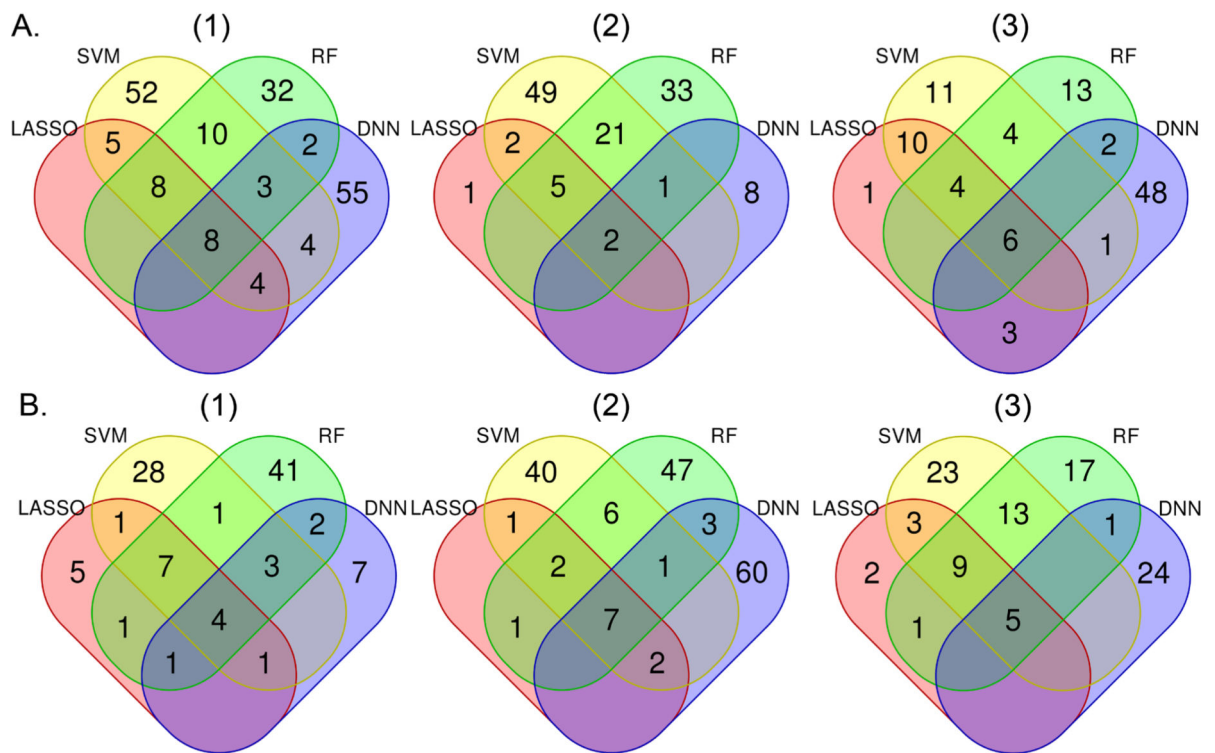 A. (1) (2) (3)
SVM RF SVM RF SVM RF
52 32 49 33 11 13
LASSO DNN LASSO DNN LASSO DNN
5 10 2 2 21 10 4 2
8 3 55 1 5 1 8 1 4 48
8 4 2 6 1
4 3
B. (1) (2) (3)
SVM RF SVM RF SVM RF
28 41 40 47 23 17
LASSO DNN LASSO DNN LASSO DNN
1 1 2 1 6 3 3 13 1
5 7 3 7 2 1 60 2 9 24
1 4 1 7 1 5
1 1 2